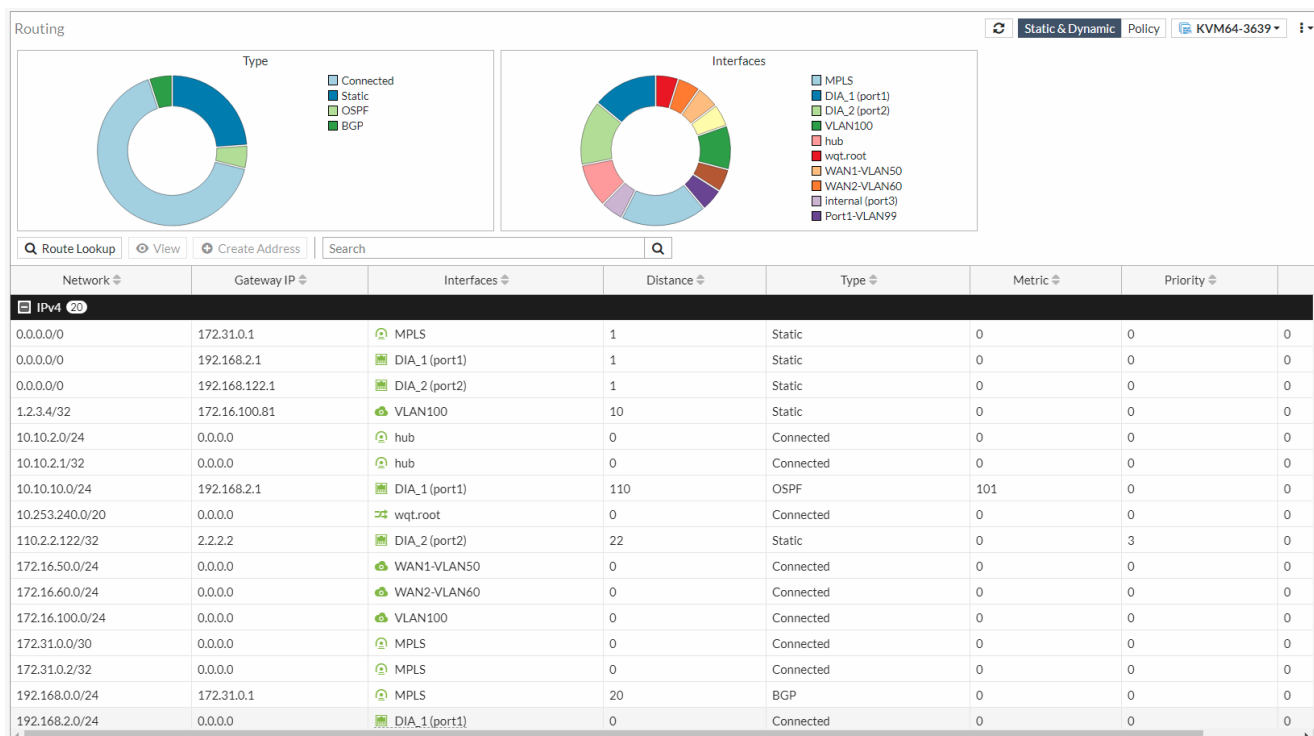 Routing
Static & Dynamic Policy KVM64-3639
Type
Connected
Static
OSPF
BGP
Interfaces
MPLS
DIA_1 (port1)
DIA_2 (port2)
VLAN100
hub
wqt.root
WAN1-VLAN50
WAN2-VLAN60
internal (port3)
Port1-VLAN99
Route Lookup View Create Address Search
Network Gateway IP Interfaces Distance Type Metric Priority
IPv4 20
0.0.0.0/0 172.31.0.1 MPLS 1 Static 0 0 0
0.0.0.0/0 192.168.2.1 DIA_1 (port1) 1 Static 0 0 0
0.0.0.0/0 192.168.122.1 DIA_2 (port2) 1 Static 0 0 0
1.2.3.4/32 172.16.100.81 VLAN100 10 Static 0 0 0
10.10.2.0/24 0.0.0.0 hub 0 Connected 0 0 0
10.10.2.1/32 0.0.0.0 hub 0 Connected 0 0 0
10.10.10.0/24 192.168.2.1 DIA_1 (port1) 110 OSPF 101 0 0
10.253.240.0/20 0.0.0.0 wqt.root 0 Connected 0 0 0
110.2.2.122/32 2.2.2.2 DIA_2 (port2) 22 Static 0 3 0
172.16.50.0/24 0.0.0.0 WAN1-VLAN50 0 Connected 0 0 0
172.16.60.0/24 0.0.0.0 WAN2-VLAN60 0 Connected 0 0 0
172.16.100.0/24 0.0.0.0 VLAN100 0 Connected 0 0 0
172.31.0.0/30 0.0.0.0 MPLS 0 Connected 0 0 0
172.31.0.2/32 0.0.0.0 MPLS 0 Connected 0 0 0
192.168.0.0/24 172.31.0.1 MPLS 20 BGP 0 0 0
192.168.2.0/24 0.0.0.0 DIA_1 (port1) 0 Connected 0 0 0